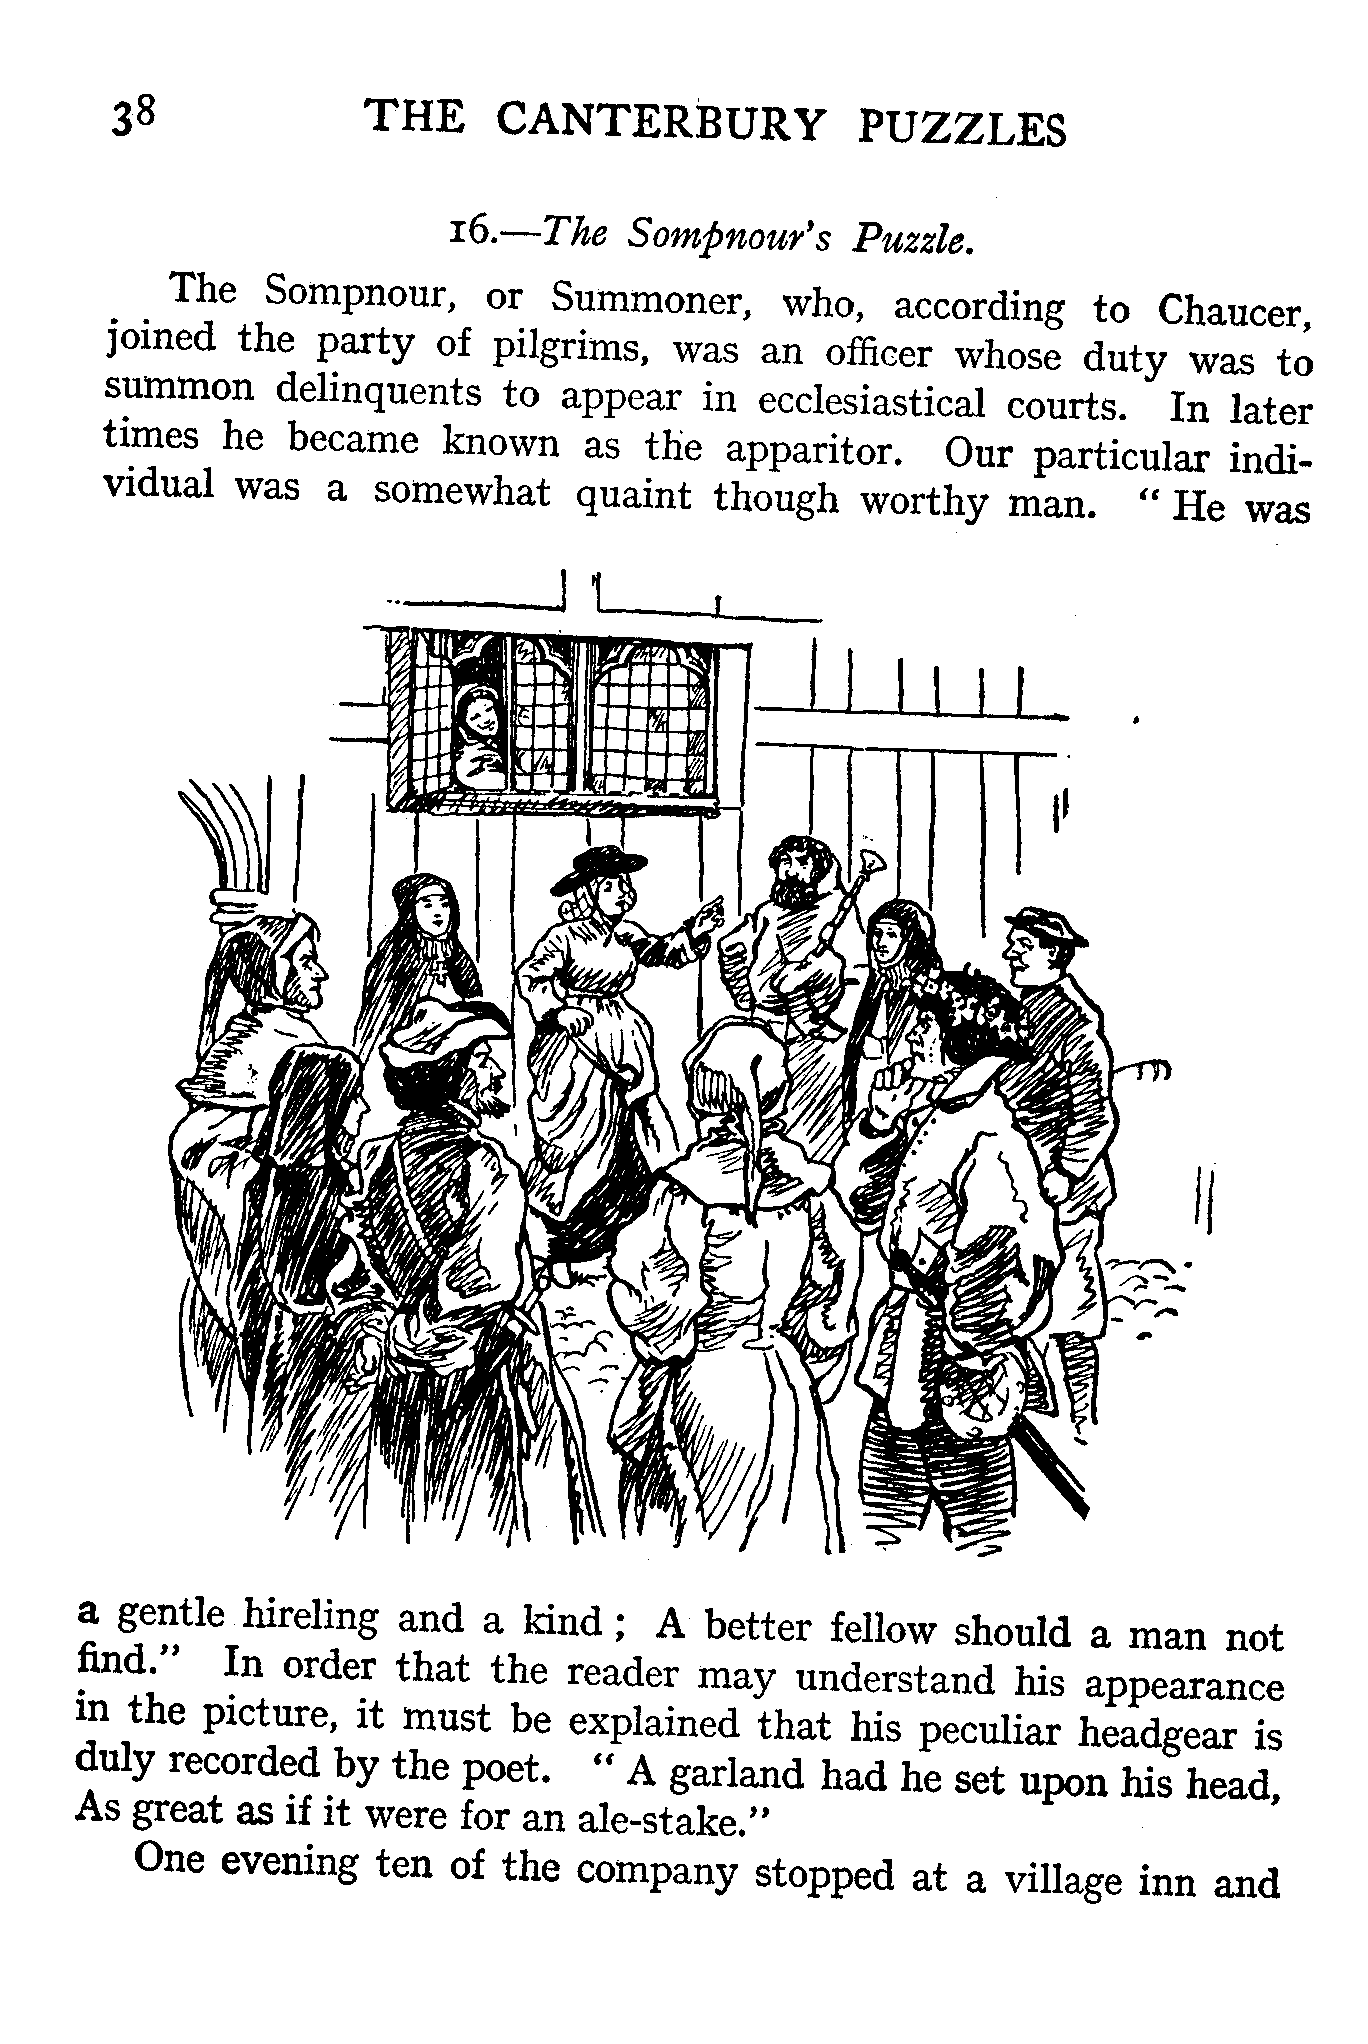 38 THE CANTERBURY PUZZLES
16.—The Sompnour's Puzzle.
The Sompnour, or Summoner, who, according to Chaucer,
joined the party of pilgrims, was an officer whose duty was to
summon delinquents to appear in ecclesiastical courts. In later
times he became known as the apparitor. Our particular indi-
vidual was a somewhat quaint though worthy man. “ He was
a gentle hireling and a kind ; A better fellow should a man not
find.” In order that the reader may understand his appearance
in the picture, it must be explained that his peculiar headgear is
duly recorded by the poet. “ A garland had he set upon his head,
As great as if it were for an ale-stake.”
One evening ten of the company stopped at a village inn and